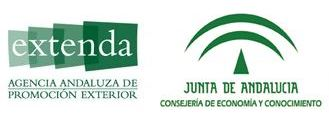 extenda
AGENCIA ANDALUZA DE
PROMOCIÓN EXTERIOR
JUNTA DE ANDALUCIA
CONSEJERÍA DE ECONOMÍA Y CONOCIMIENTO